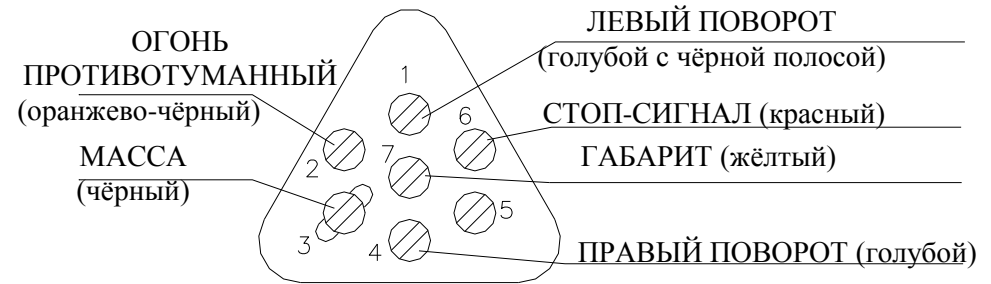 ОГОНЬ
ПРОТИВОТУМАННЫЙ
(оранжево-чёрный)
МАССА
(чёрный)
1
2
3
4
5
6
7
ЛЕВЫЙ ПОВОРОТ
(голубой с чёрной полосой)
СТОП-СИГНАЛ (красный)
ГАБАРИТ (жёлтый)
ПРАВЫЙ ПОВОРОТ (голубой)